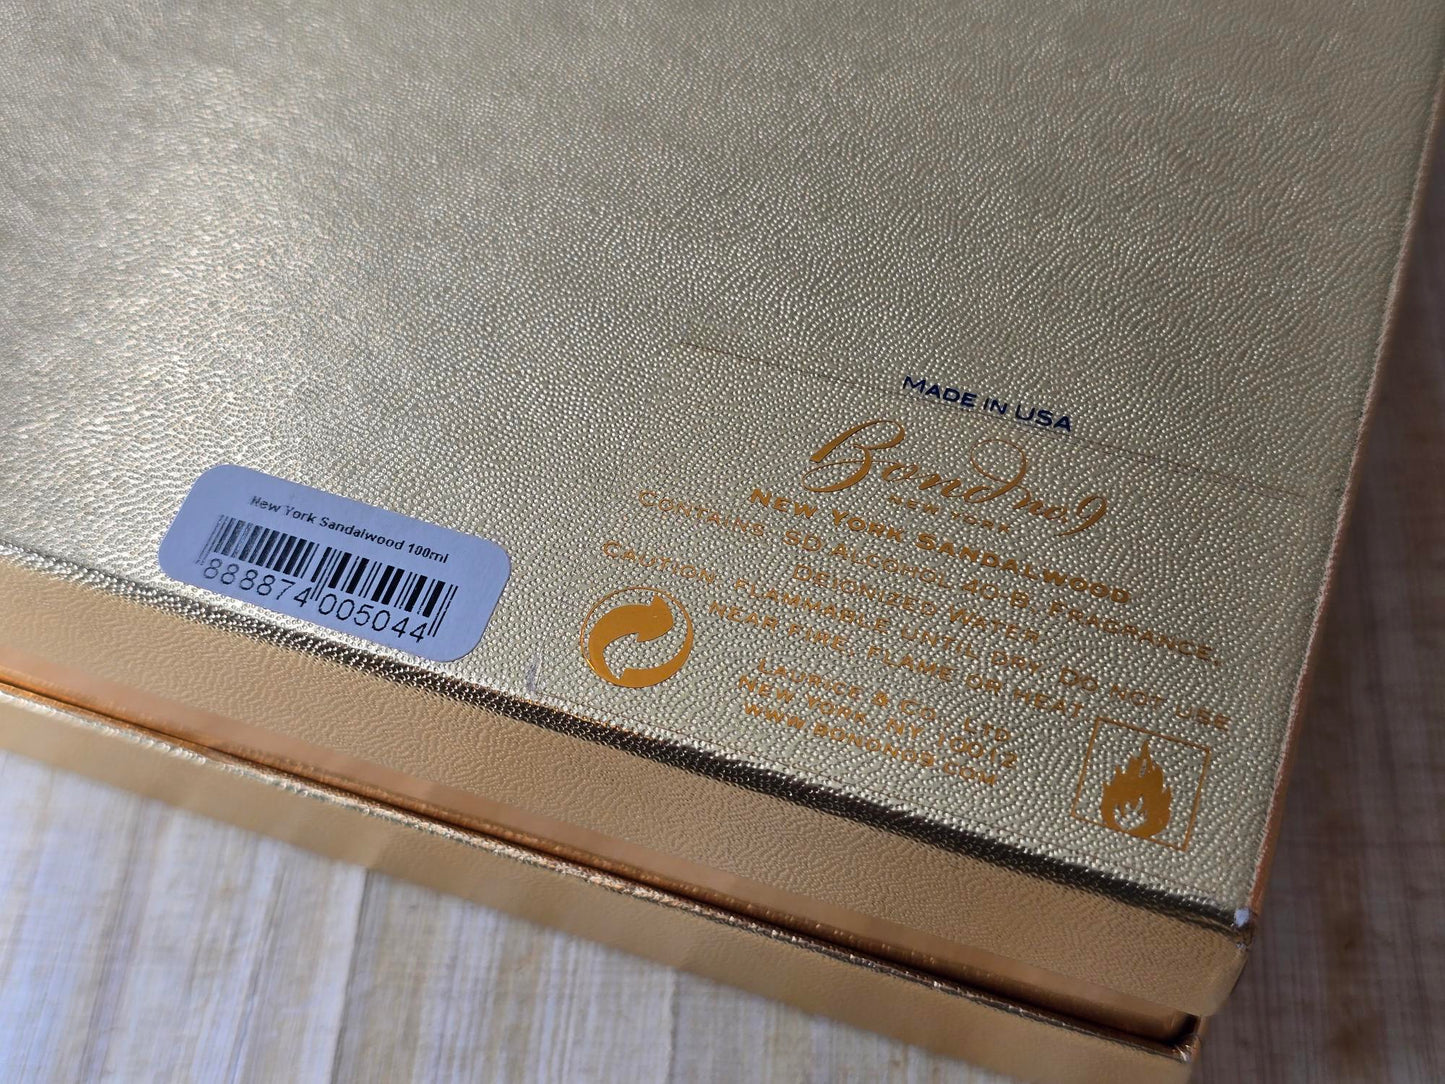 New York Sandalwood 100ml
888874 005044
MADE IN USA
Bond no. 9
NEW YORK
NEW YORK SANDALWOOD
CONTAINS: SD ALCOHOL 40-B, FRAGRANCE,
DEIONIZED WATER
CAUTION: FLAMMABLE UNTIL DRY. DO NOT USE
NEAR FIRE, FLAME OR HEAT
LAURICE & CO., LTD.
NEW YORK, NY 10012
WWW.BONDNO9.COM